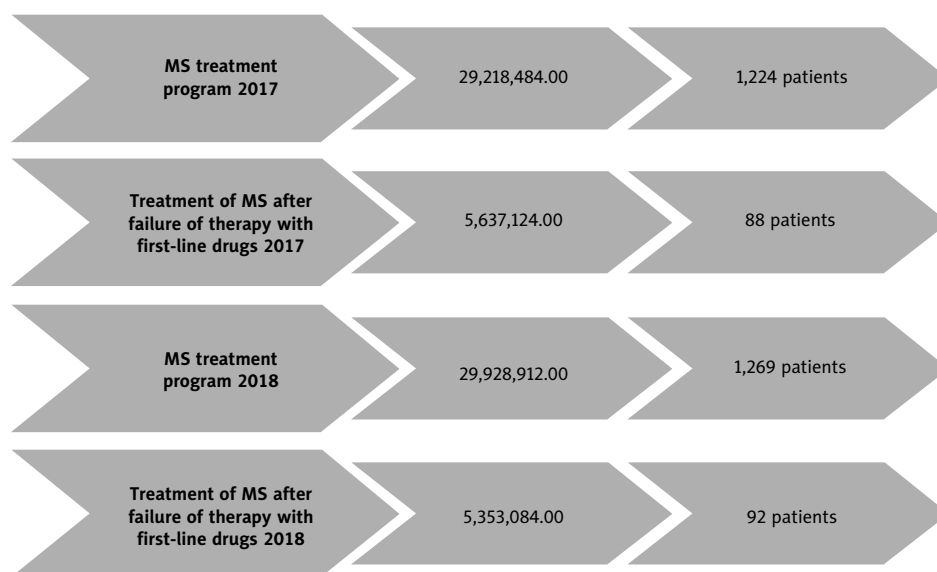 MS treatment
program 2017
29,218,484.00
1,224 patients
Treatment of MS after
failure of therapy with
first-line drugs 2017
5,637,124.00
88 patients
MS treatment
program 2018
29,928,912.00
1,269 patients
Treatment of MS after
failure of therapy with
first-line drugs 2018
5,353,084.00
92 patients